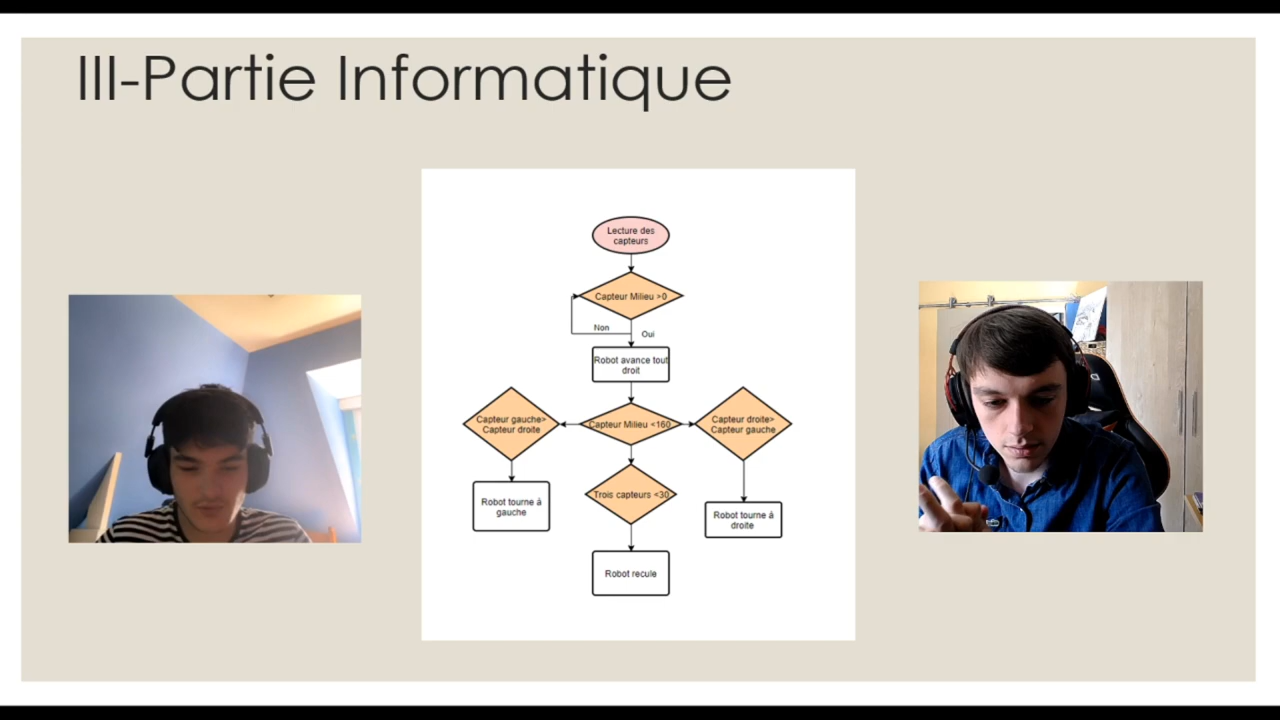 III-Partie Informatique
Lecture des
capteurs
Capteur Milieu >0
Non
Oui
Robot avance tout
droit
Capteur gauche>
Capteur droite
Capteur Milieu <160
Capteur droite>
Capteur gauche
Trois capteurs <30
Robot tourne à
gauche
Robot tourne à
droite
Robot recule